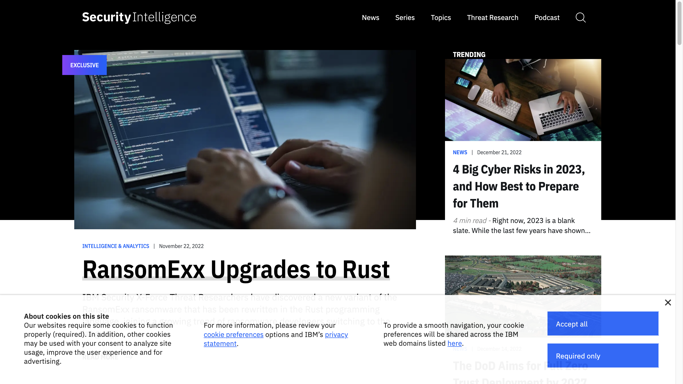 SecurityIntelligence
News Series Topics Threat Research Podcast
EXCLUSIVE
INTELLIGENCE & ANALYTICS | November 22, 2022
RansomExx Upgrades to Rust
TRENDING
NEWS | December 21, 2022
4 Big Cyber Risks in 2023,
and How Best to Prepare
for Them
4 min read - Right now, 2023 is a blank
slate. While the last few years have shown...
The DoD Aims for Full Zero
Trust Deployment by 2027
About cookies on this site
Our websites require some cookies to function
properly (required). In addition, other cookies
may be used with your consent to analyze site
usage, improve the user experience and for
advertising.
For more information, please review your
cookie preferences options and IBM's privacy
statement.
To provide a smooth navigation, your cookie
preferences will be shared across the IBM
web domains listed here.
Accept all
Required only